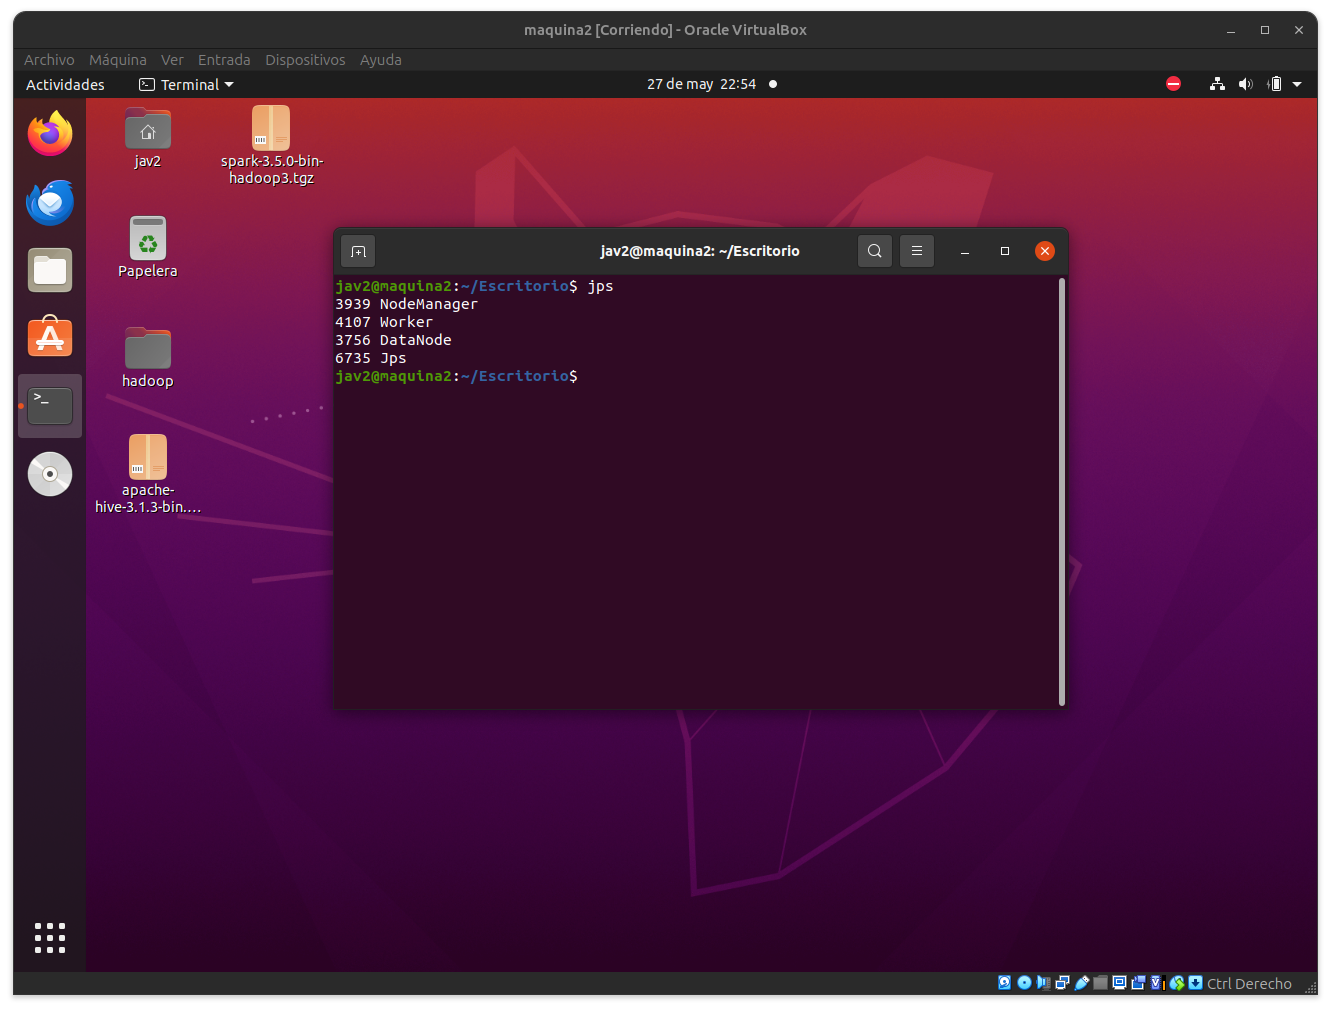 maquina2 [Corriendo] - Oracle VirtualBox
Archivo Máquina Ver Entrada Dispositivos Ayuda
Actividades Terminal 27 de may 22:54
jav2
spark-3.5.0-bin-
hadoop3.tgz
Papelera
hadoop
apache-
hive-3.1.3-bin....
jav2@maquina2: ~/Escritorio
jav2@maquina2:~/Escritorio$ jps
3939 NodeManager
4107 Worker
3756 DataNode
6735 Jps
jav2@maquina2:~/Escritorio$
Ctrl Derecho